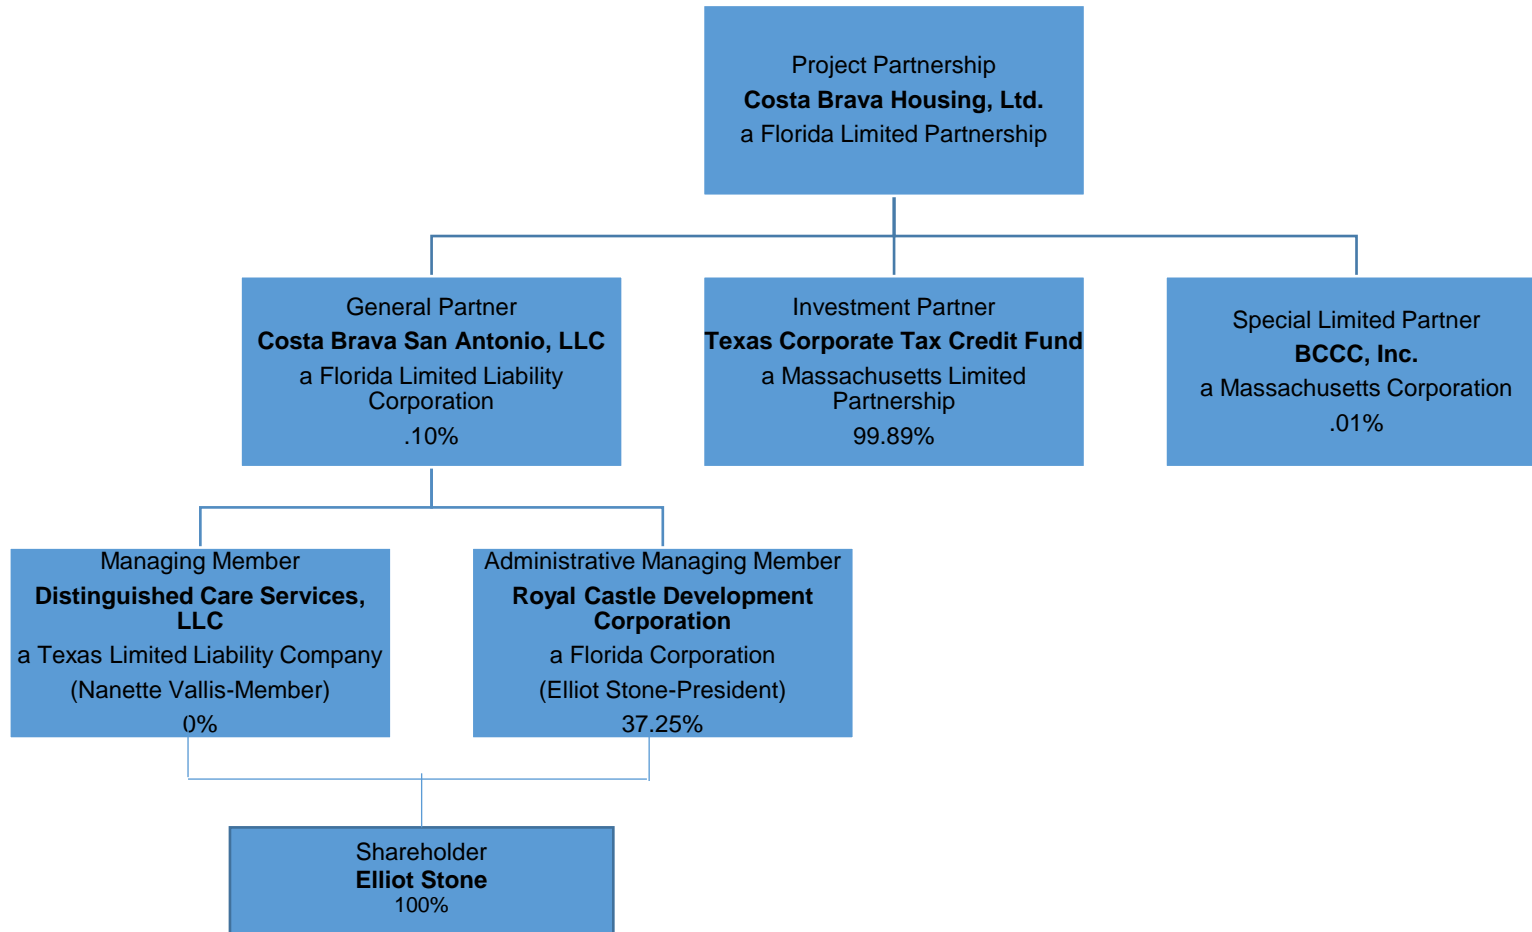 Project Partnership
Costa Brava Housing, Ltd.
a Florida Limited Partnership
General Partner
Costa Brava San Antonio, LLC
a Florida Limited Liability
Corporation
.10%
Investment Partner
Texas Corporate Tax Credit Fund
a Massachusetts Limited
Partnership
99.89%
Special Limited Partner
BCCC, Inc.
a Massachusetts Corporation
.01%
Managing Member
Distinguished Care Services,
LLC
a Texas Limited Liability Company
(Nanette Vallis-Member)
0%
Administrative Managing Member
Royal Castle Development
Corporation
a Florida Corporation
(Elliot Stone-President)
37.25%
Shareholder
Elliot Stone
100%